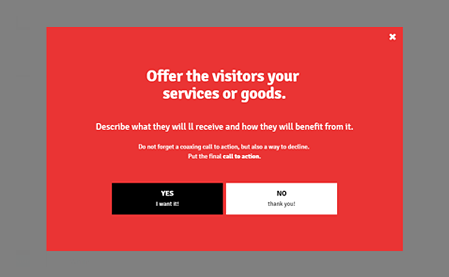 Offer the visitors your
services or goods.
Describe what they will ll receive and how they will benefit from it.
Do not forget a coaxing call to action, but also a way to decline.
Put the final call to action.
YES
I want it!
NO
thank you!